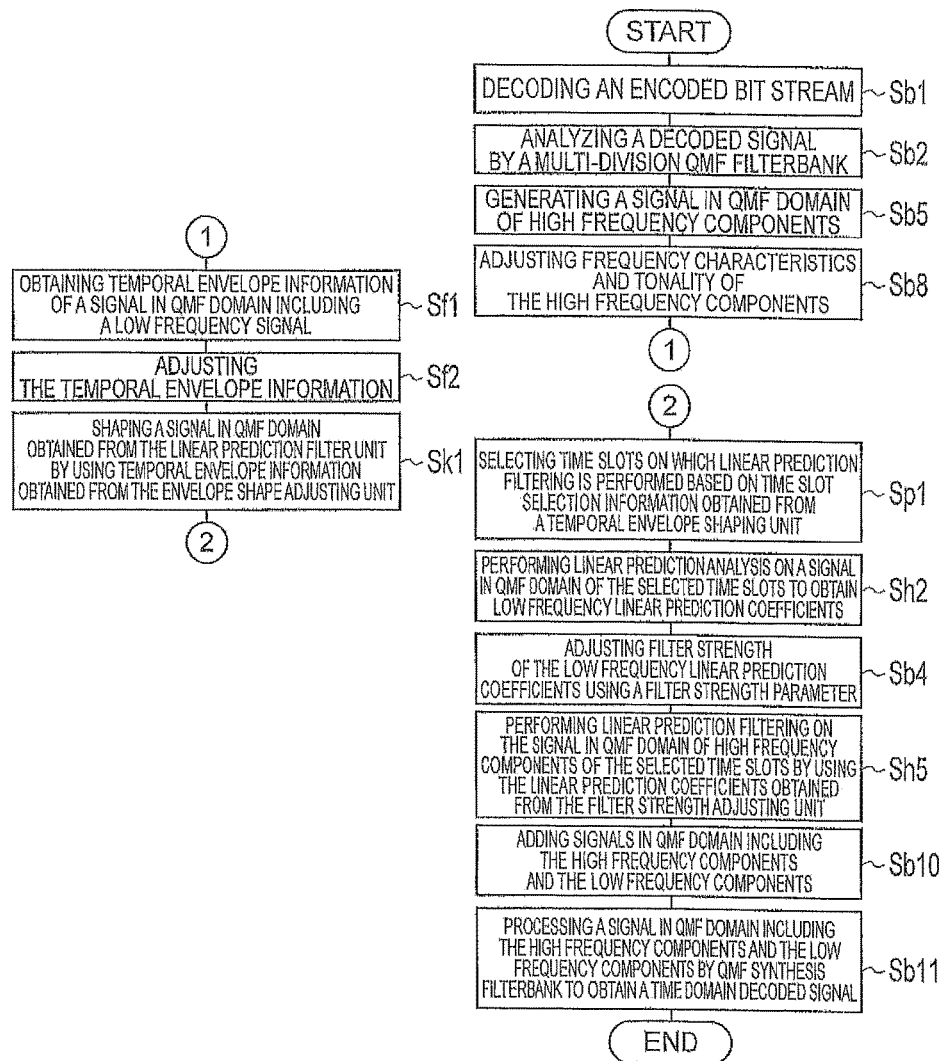 START
DECODING AN ENCODED BIT STREAM
Sb1
ANALYZING A DECODED SIGNAL
BY A MULTI-DIVISION QMF FILTERBANK
Sb2
GENERATING A SIGNAL IN QMF DOMAIN
OF HIGH FREQUENCY COMPONENTS
Sb5
ADJUSTING FREQUENCY CHARACTERISTICS
AND TONALITY OF
THE HIGH FREQUENCY COMPONENTS
Sb8
1
1
OBTAINING TEMPORAL ENVELOPE INFORMATION
OF A SIGNAL IN QMF DOMAIN INCLUDING
A LOW FREQUENCY SIGNAL
Sf1
ADJUSTING
THE TEMPORAL ENVELOPE INFORMATION
Sf2
SHAPING A SIGNAL IN QMF DOMAIN
OBTAINED FROM THE LINEAR PREDICTION FILTER UNIT
BY USING TEMPORAL ENVELOPE INFORMATION
OBTAINED FROM THE ENVELOPE SHAPE ADJUSTING UNIT
Sk1
2
2
SELECTING TIME SLOTS ON WHICH LINEAR PREDICTION
FILTERING IS PERFORMED BASED ON TIME SLOT
SELECTION INFORMATION OBTAINED FROM
A TEMPORAL ENVELOPE SHAPING UNIT
Sp1
PERFORMING LINEAR PREDICTION ANALYSIS ON A SIGNAL
IN QMF DOMAIN OF THE SELECTED TIME SLOTS TO OBTAIN
LOW FREQUENCY LINEAR PREDICTION COEFFICIENTS
Sh2
ADJUSTING FILTER STRENGTH
OF THE LOW FREQUENCY LINEAR PREDICTION
COEFFICIENTS USING A FILTER STRENGTH PARAMETER
Sb4
PERFORMING LINEAR PREDICTION FILTERING ON
THE SIGNAL IN QMF DOMAIN OF HIGH FREQUENCY
COMPONENTS OF THE SELECTED TIME SLOTS BY USING
THE LINEAR PREDICTION COEFFICIENTS OBTAINED
FROM THE FILTER STRENGTH ADJUSTING UNIT
Sh5
ADDING SIGNALS IN QMF DOMAIN INCLUDING
THE HIGH FREQUENCY COMPONENTS
AND THE LOW FREQUENCY COMPONENTS
Sb10
PROCESSING A SIGNAL IN QMF DOMAIN INCLUDING
THE HIGH FREQUENCY COMPONENTS AND THE LOW
FREQUENCY COMPONENTS BY QMF SYNTHESIS
FILTERBANK TO OBTAIN A TIME DOMAIN DECODED SIGNAL
Sb11
END